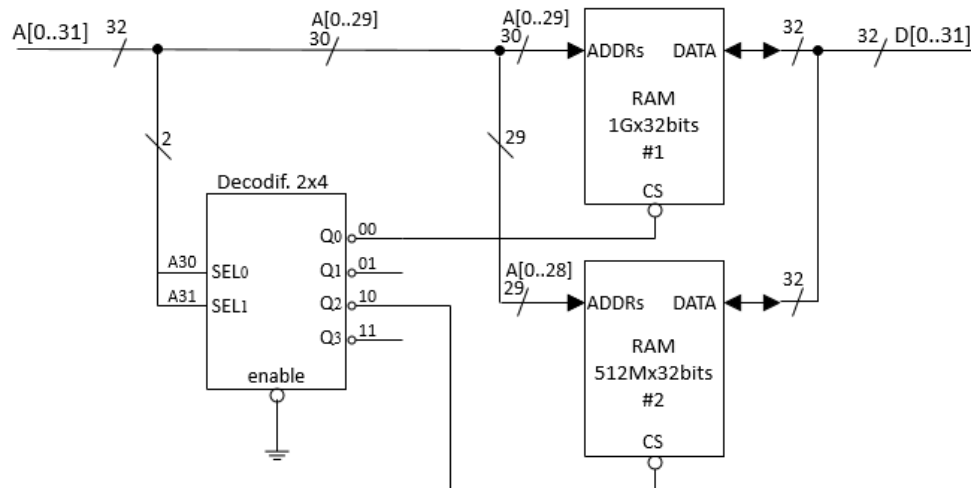 A[0..31]
32
A[0..29]
30
A[0..29]
30
ADDRs
DATA
32
32
D[0..31]
RAM
1Gx32bits
#1
CS
2
29
Decodif. 2x4
Q0
00
A30
SEL0
Q1
01
A31
SEL1
Q2
10
Q3
11
enable
A[0..28]
29
ADDRs
DATA
32
RAM
512Mx32bits
#2
CS